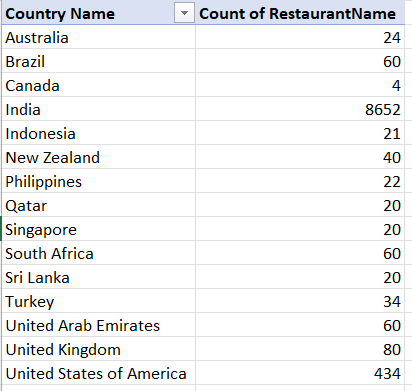 Country Name Count of RestaurantName
Australia 24
Brazil 60
Canada 4
India 8652
Indonesia 21
New Zealand 40
Philippines 22
Qatar 20
Singapore 20
South Africa 60
Sri Lanka 20
Turkey 34
United Arab Emirates 60
United Kingdom 80
United States of America 434